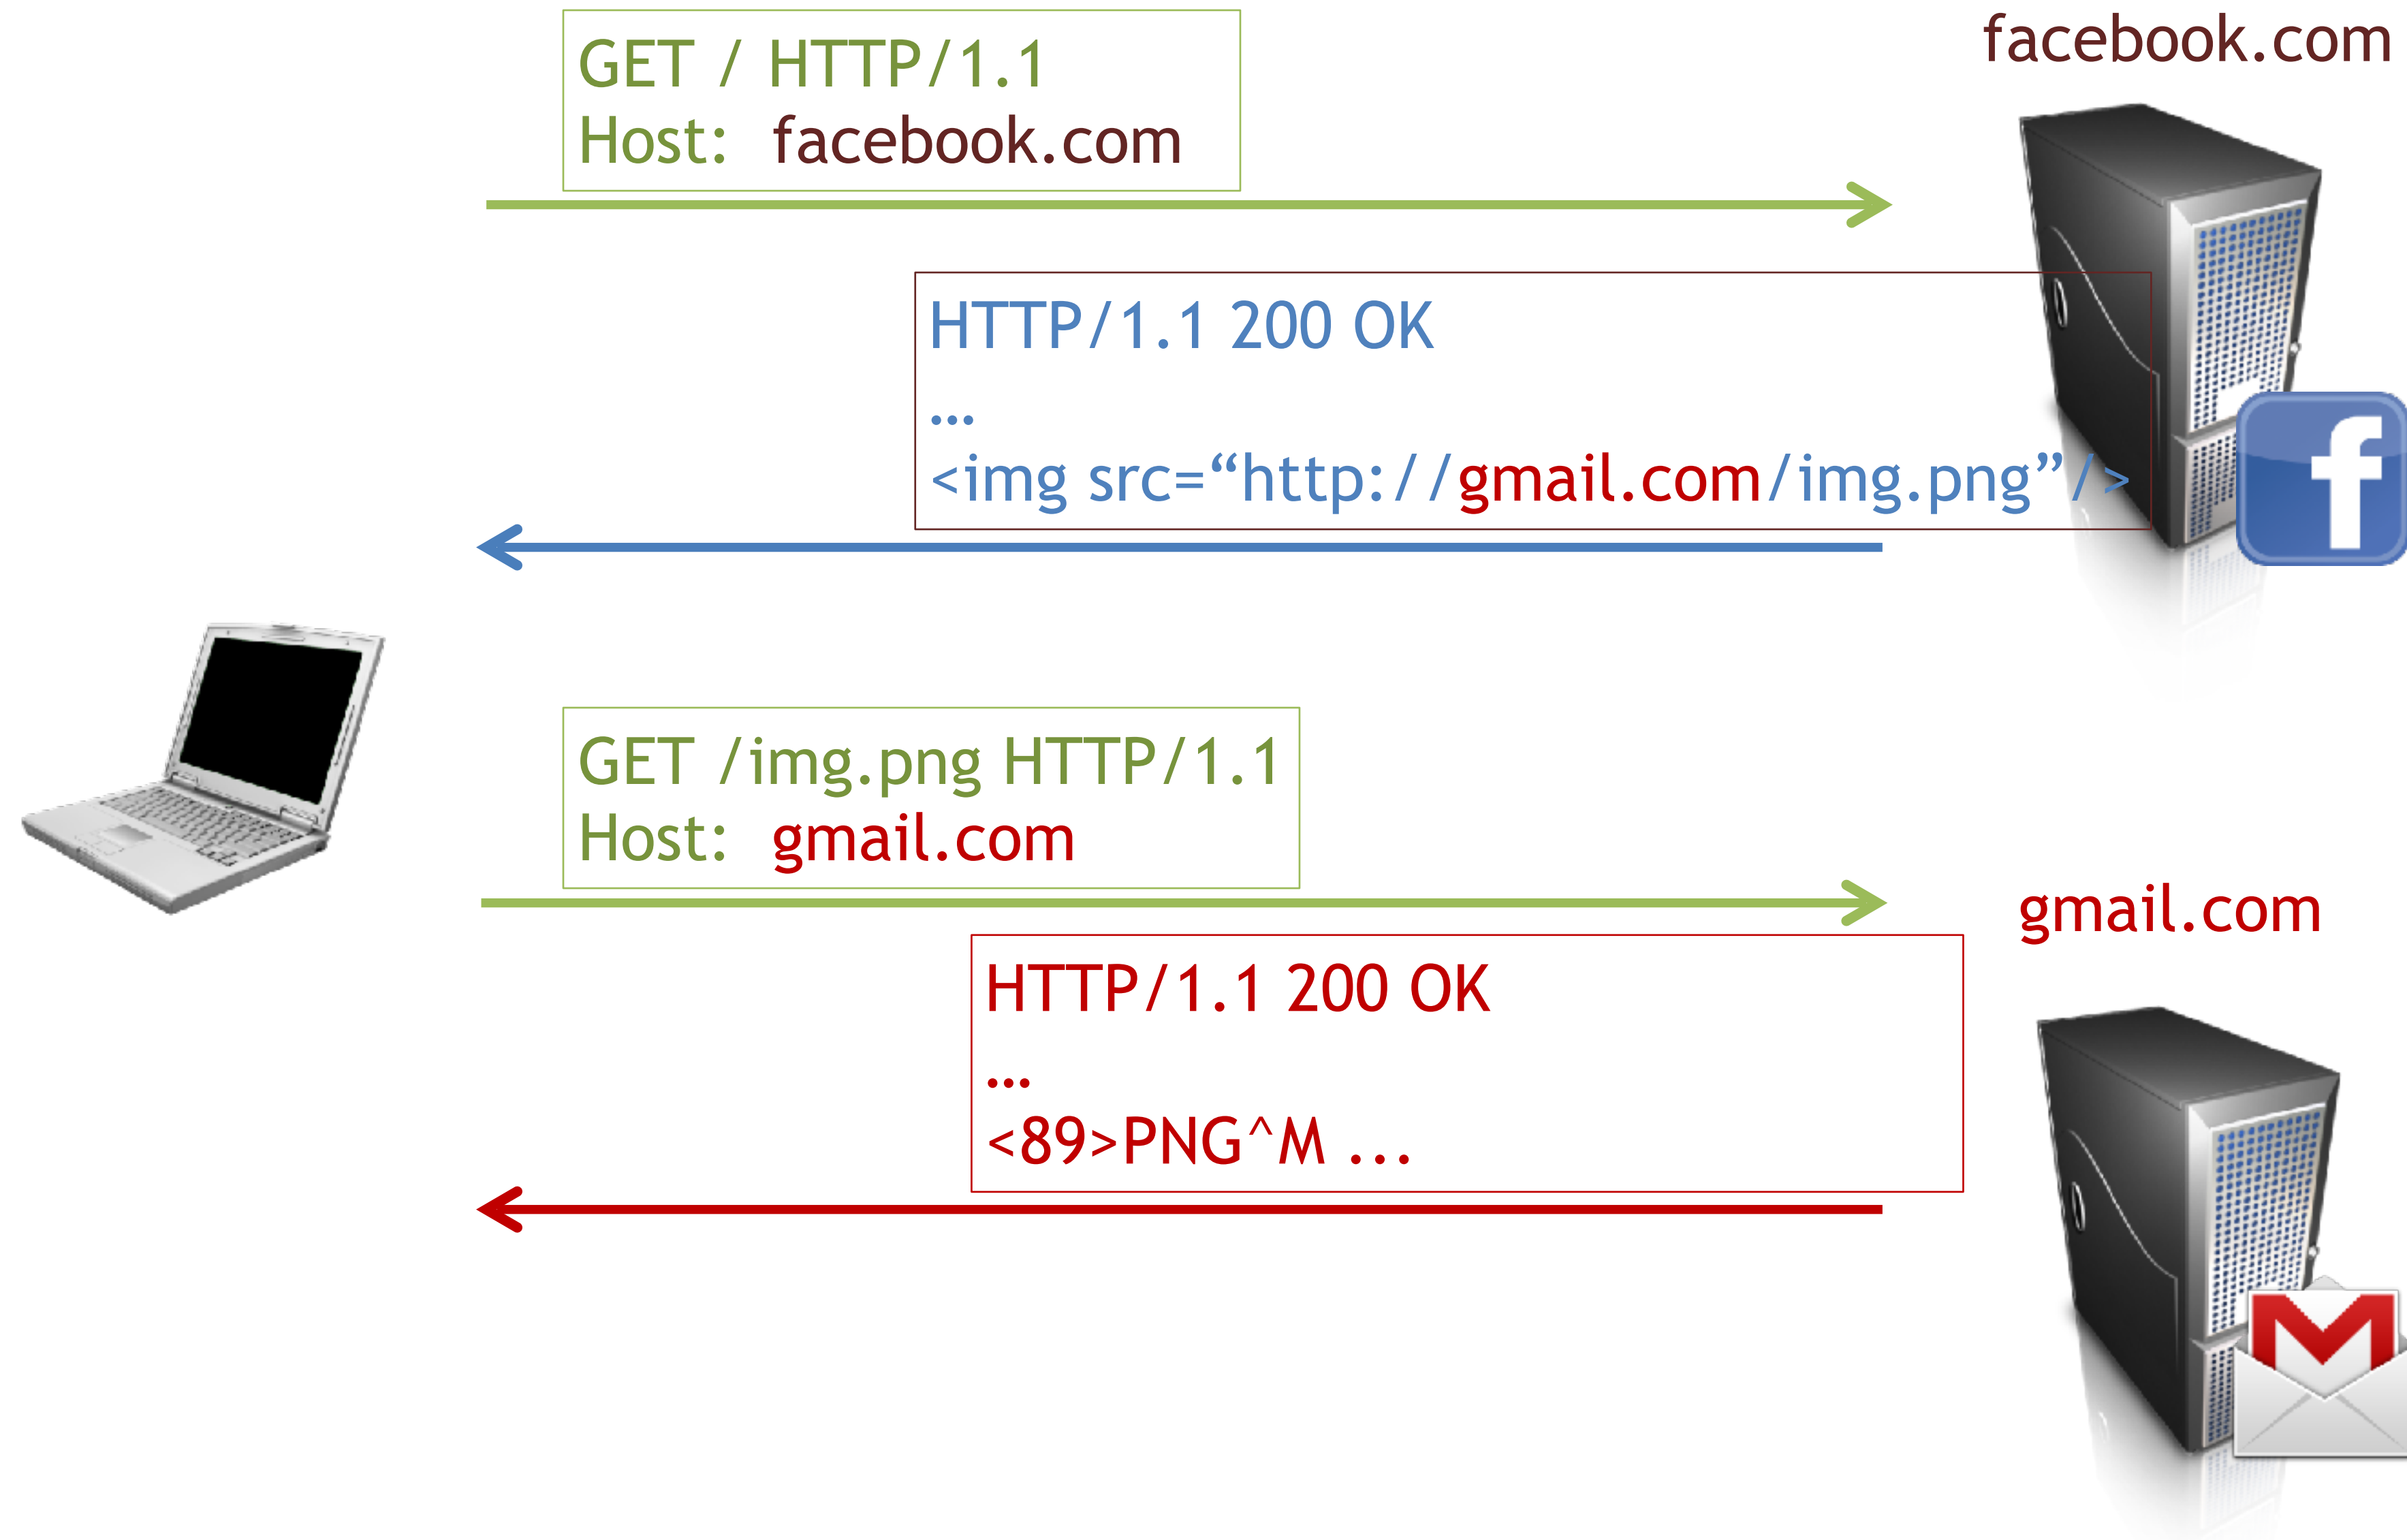 facebook.com
GET / HTTP/1.1
Host: facebook.com
HTTP/1.1 200 OK
…
<img src=“http://gmail.com/img.png”/>
GET /img.png HTTP/1.1
Host: gmail.com
gmail.com
HTTP/1.1 200 OK
…
<89>PNG^M ...